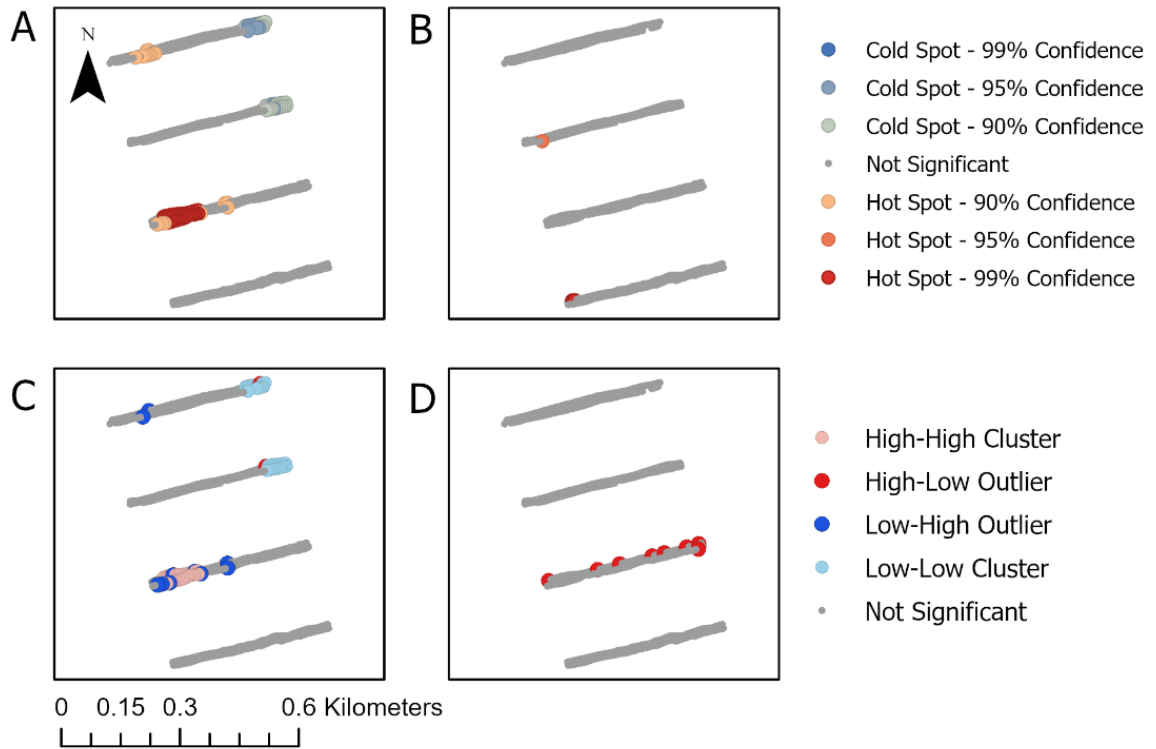 A
N
B
Cold Spot - 99% Confidence
Cold Spot - 95% Confidence
Cold Spot - 90% Confidence
Not Significant
Hot Spot - 90% Confidence
Hot Spot - 95% Confidence
Hot Spot - 99% Confidence
C
D
High-High Cluster
High-Low Outlier
Low-High Outlier
Low-Low Cluster
Not Significant
0 0.15 0.3 0.6 Kilometers